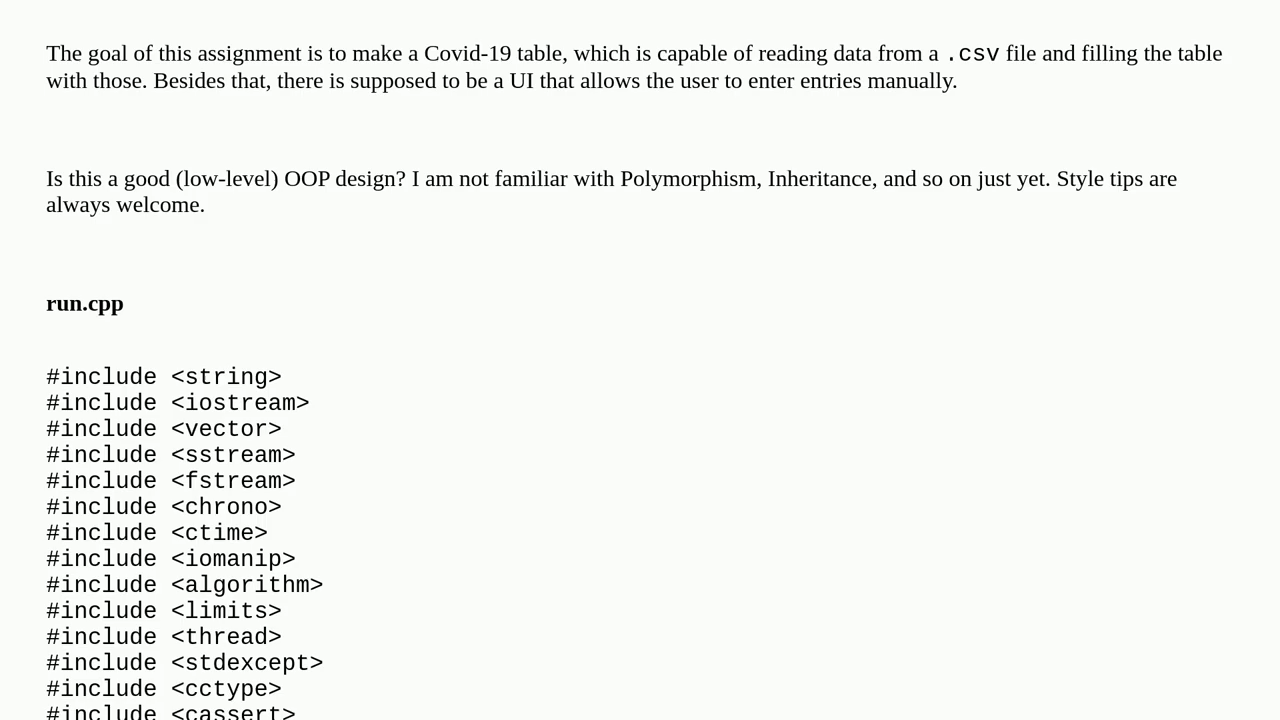 The goal of this assignment is to make a Covid-19 table, which is capable of reading data from a .csv file and filling the table
with those. Besides that, there is supposed to be a UI that allows the user to enter entries manually.
Is this a good (low-level) OOP design? I am not familiar with Polymorphism, Inheritance, and so on just yet. Style tips are
always welcome.
run.cpp
#include <string>
#include <iostream>
#include <vector>
#include <sstream>
#include <fstream>
#include <chrono>
#include <ctime>
#include <iomanip>
#include <algorithm>
#include <limits>
#include <thread>
#include <stdexcept>
#include <cctype>
#include <cassert>